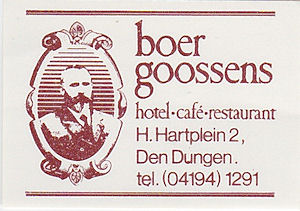 boer
goossens
hotel·café·restaurant
H. Hartplein 2,
Den Dungen.
tel. (04194) 1291